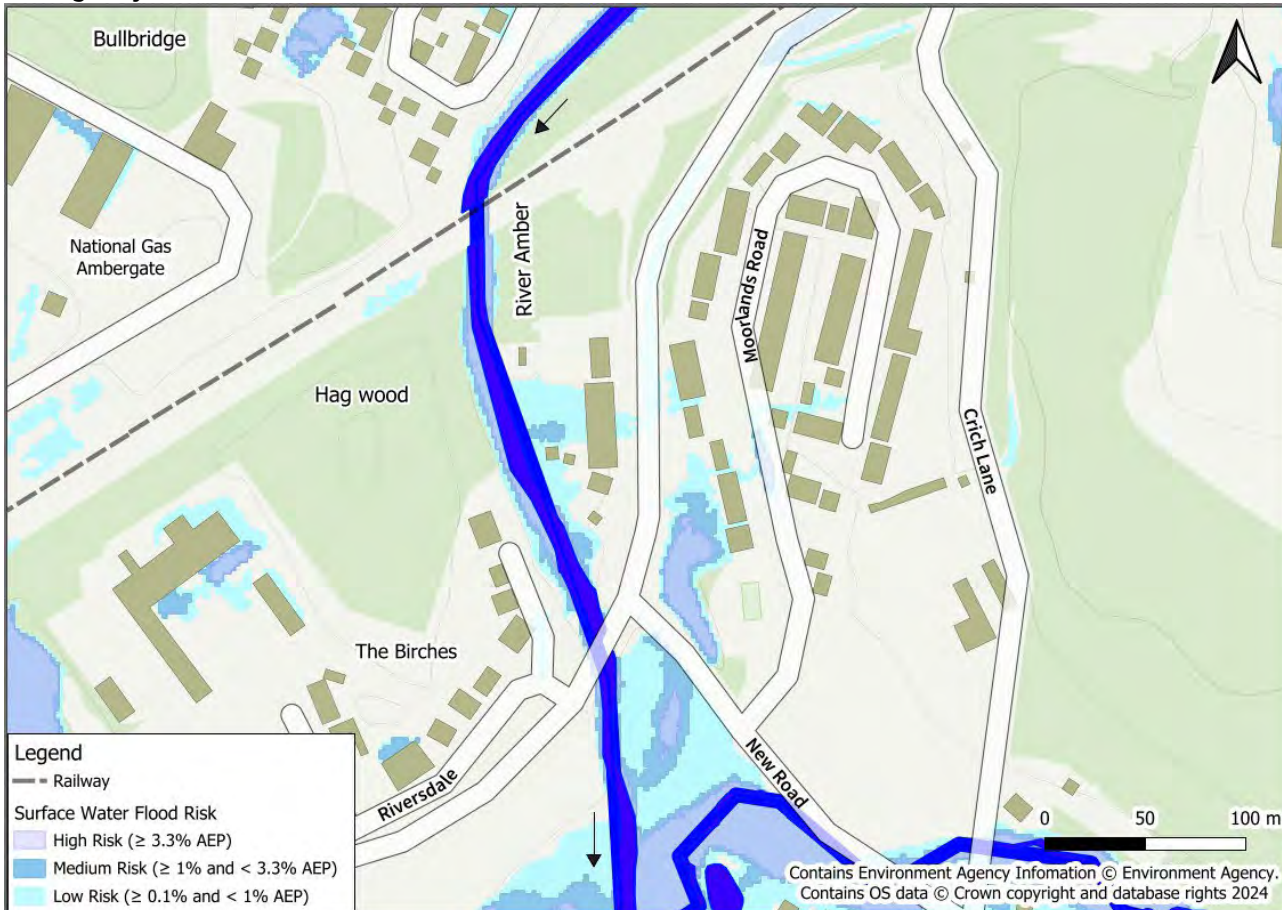 Bullbridge
National Gas
Ambergate
River Amber
Moorlands Road
Hag wood
Crich Lane
The Birches
Riversdale
New Road
Legend
Railway
Surface Water Flood Risk
High Risk (≥ 3.3% AEP)
Medium Risk (≥ 1% and < 3.3% AEP)
Low Risk (≥ 0.1% and < 1% AEP)
0 50 100 m
Contains Environment Agency Infomation © Environment Agency.
Contains OS data © Crown copyright and database rights 2024